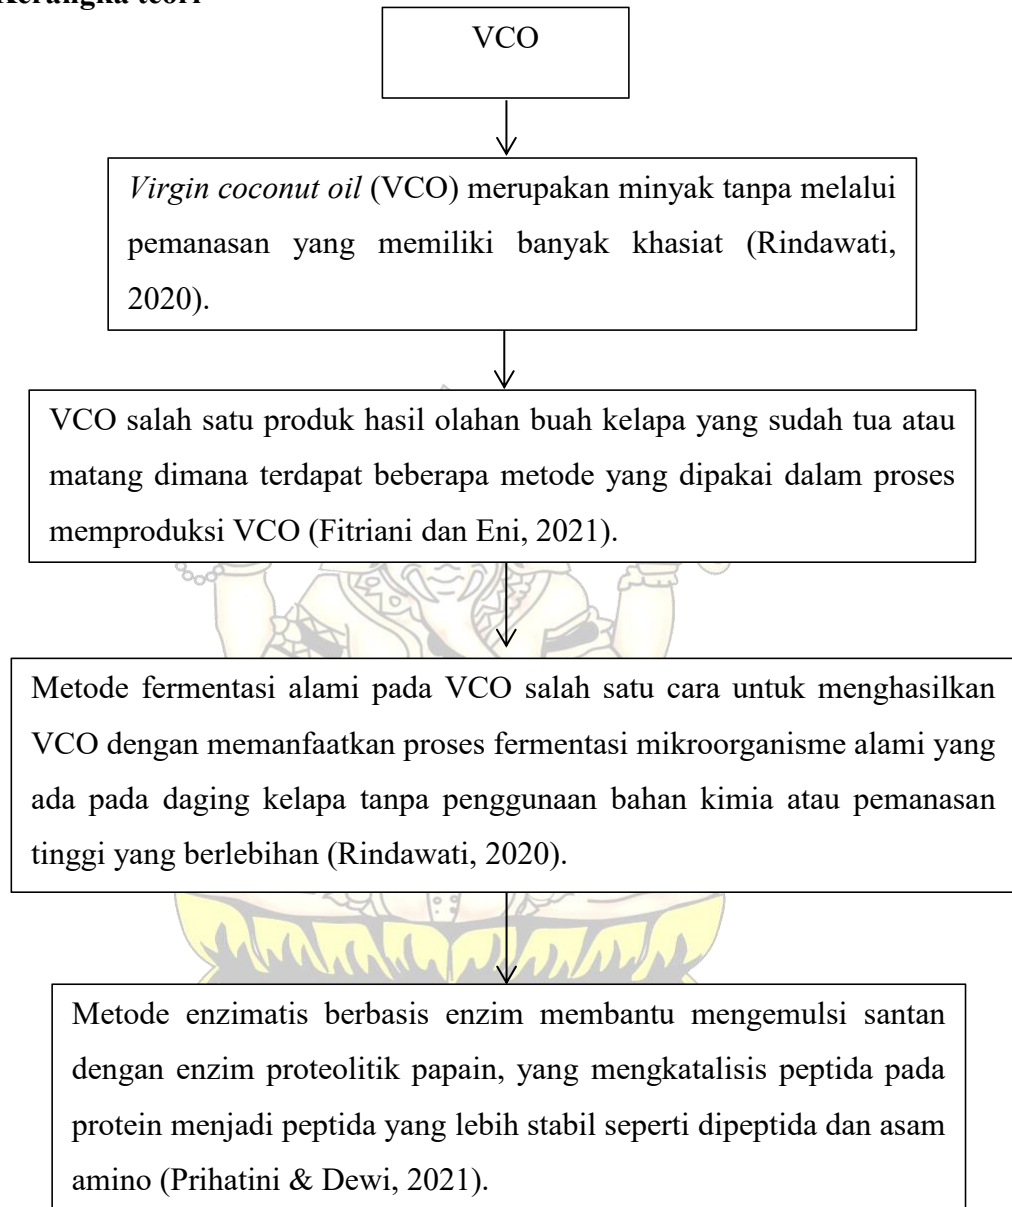 Kerangka teori
VCO
Virgin coconut oil (VCO) merupakan minyak tanpa melalui
pemanasan yang memiliki banyak khasiat (Rindawati,
2020).
VCO salah satu produk hasil olahan buah kelapa yang sudah tua atau
matang dimana terdapat beberapa metode yang dipakai dalam proses
memproduksi VCO (Fitriani dan Eni, 2021).
Metode fermentasi alami pada VCO salah satu cara untuk menghasilkan
VCO dengan memanfaatkan proses fermentasi mikroorganisme alami yang
ada pada daging kelapa tanpa penggunaan bahan kimia atau pemanasan
tinggi yang berlebihan (Rindawati, 2020).
Metode enzimatis berbasis enzim membantu mengemulsi santan
dengan enzim proteolitik papain, yang mengkatalisis peptida pada
protein menjadi peptida yang lebih stabil seperti dipeptida dan asam
amino (Prihatini & Dewi, 2021).